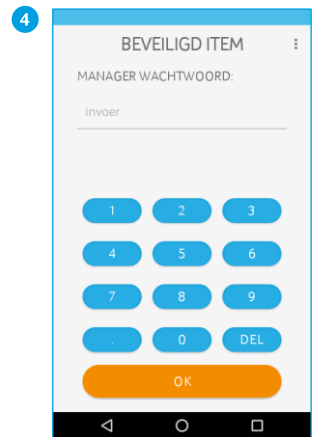 4
BEVEILIGD ITEM
MANAGER WACHTWOORD:
invoer
1 2 3
4 5 6
7 8 9
. 0 DEL
OK